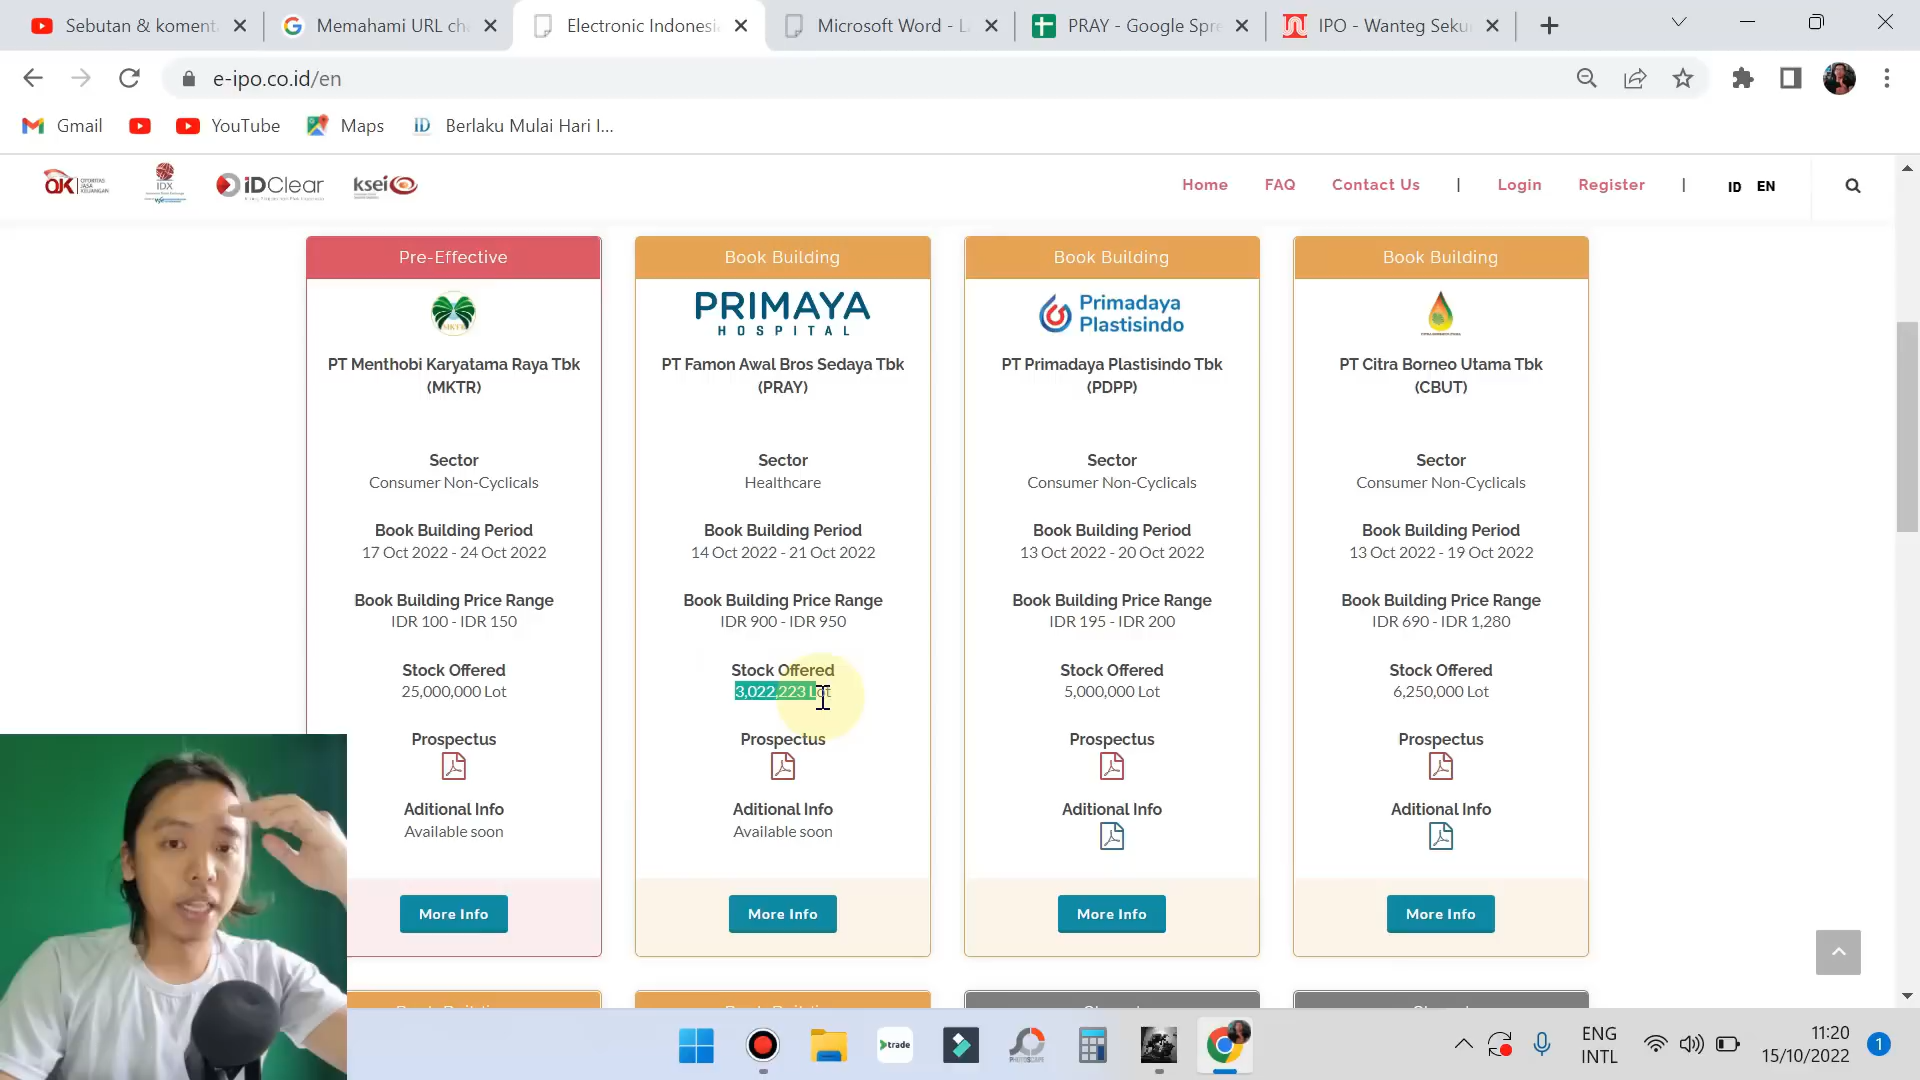 Sebutan & koment
Memahami URL ch
Electronic Indonesi
Microsoft Word - L
PRAY - Google Spre
IPO - Wanteg Seku
e-ipo.co.id/en
Gmail
YouTube
Maps
ID
Berlaku Mulai Hari I...
OJK OTORITAS JASA KEUANGAN
IDX
iDClear
ksei
Home
FAQ
Contact Us
|
Login
Register
|
ID
EN
Pre-Effective
MKTR
PT Menthobi Karyatama Raya Tbk
(MKTR)
Sector
Consumer Non-Cyclicals
Book Building Period
17 Oct 2022 - 24 Oct 2022
Book Building Price Range
IDR 100 - IDR 150
Stock Offered
25,000,000 Lot
Prospectus
Aditional Info
Available soon
More Info
Book Building
PRIMAYA
HOSPITAL
PT Famon Awal Bros Sedaya Tbk
(PRAY)
Sector
Healthcare
Book Building Period
14 Oct 2022 - 21 Oct 2022
Book Building Price Range
IDR 900 - IDR 950
Stock Offered
3,022,223 Lot
Prospectus
Aditional Info
Available soon
More Info
Book Building
Primadaya
Plastisindo
PT Primadaya Plastisindo Tbk
(PDPP)
Sector
Consumer Non-Cyclicals
Book Building Period
13 Oct 2022 - 20 Oct 2022
Book Building Price Range
IDR 195 - IDR 200
Stock Offered
5,000,000 Lot
Prospectus
Aditional Info
More Info
Book Building
PT Citra Borneo Utama Tbk
(CBUT)
Sector
Consumer Non-Cyclicals
Book Building Period
13 Oct 2022 - 19 Oct 2022
Book Building Price Range
IDR 690 - IDR 1,280
Stock Offered
6,250,000 Lot
Prospectus
Aditional Info
More Info
trade
PHOTOSCAPE
ENG
INTL
11:20
15/10/2022
1